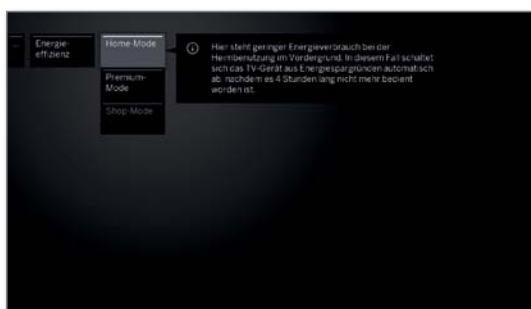 ...
Energie-
effizienz
Home-Mode
Premium-
Mode
Shop-Mode
Hier steht geringer Energieverbrauch bei der
Heimbenutzung im Vordergrund. In diesem Fall schaltet
sich das TV-Gerät aus Energiespargründen automatisch
ab, nachdem es 4 Stunden lang nicht mehr bedient
worden ist.